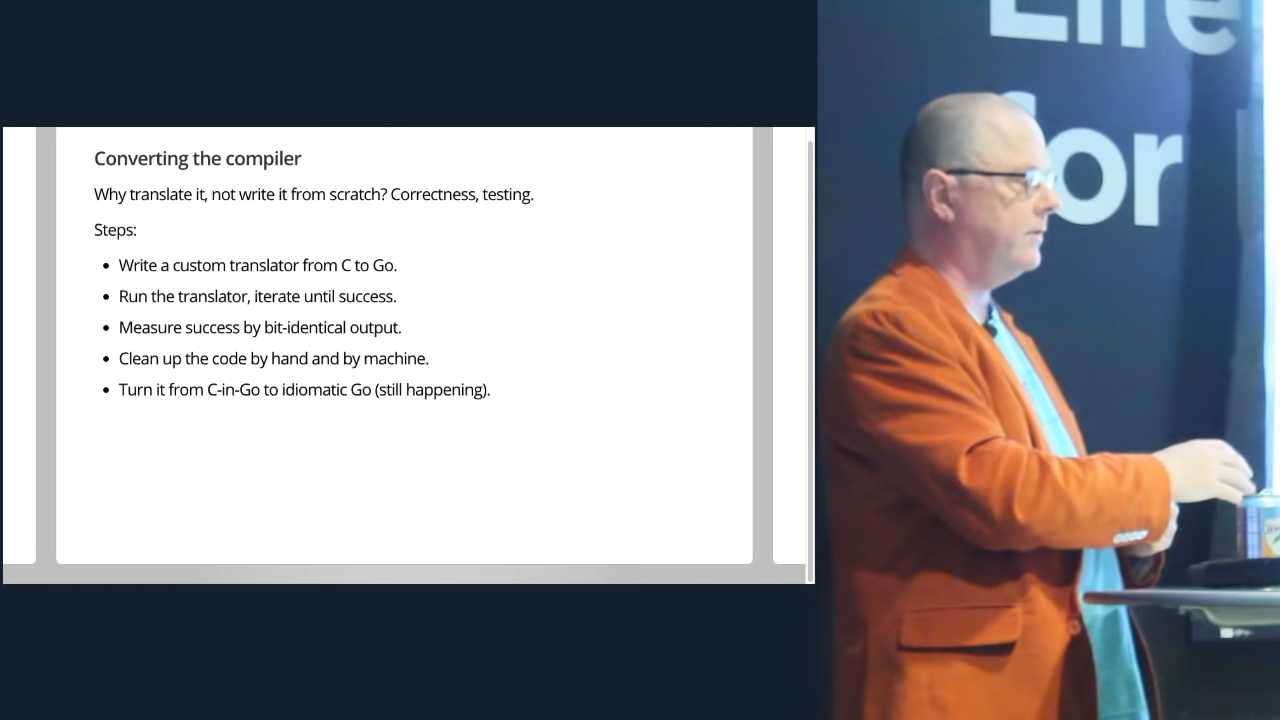 Converting the compiler
Why translate it, not write it from scratch? Correctness, testing.
Steps:
• Write a custom translator from C to Go.
• Run the translator, iterate until success.
• Measure success by bit-identical output.
• Clean up the code by hand and by machine.
• Turn it from C-in-Go to idiomatic Go (still happening).
Life
for